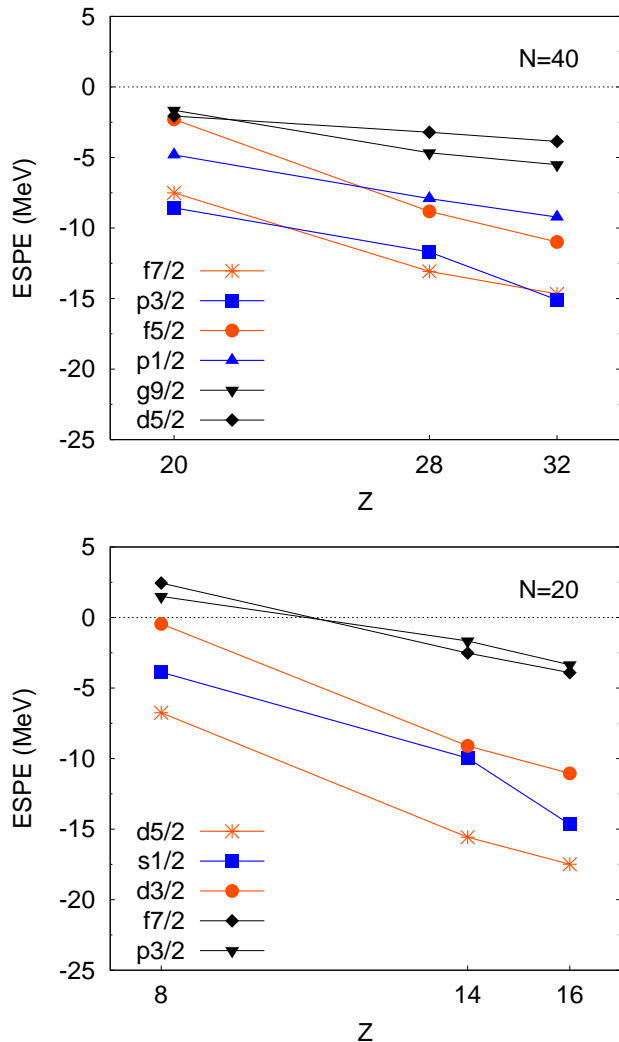 5
N=40
0
-5
-10
-15
-20
-25
ESPE (MeV)
f7/2
p3/2
f5/2
p1/2
g9/2
d5/2
20
28
32
Z
5
N=20
0
-5
-10
-15
-20
-25
ESPE (MeV)
d5/2
s1/2
d3/2
f7/2
p3/2
8
14
16
Z